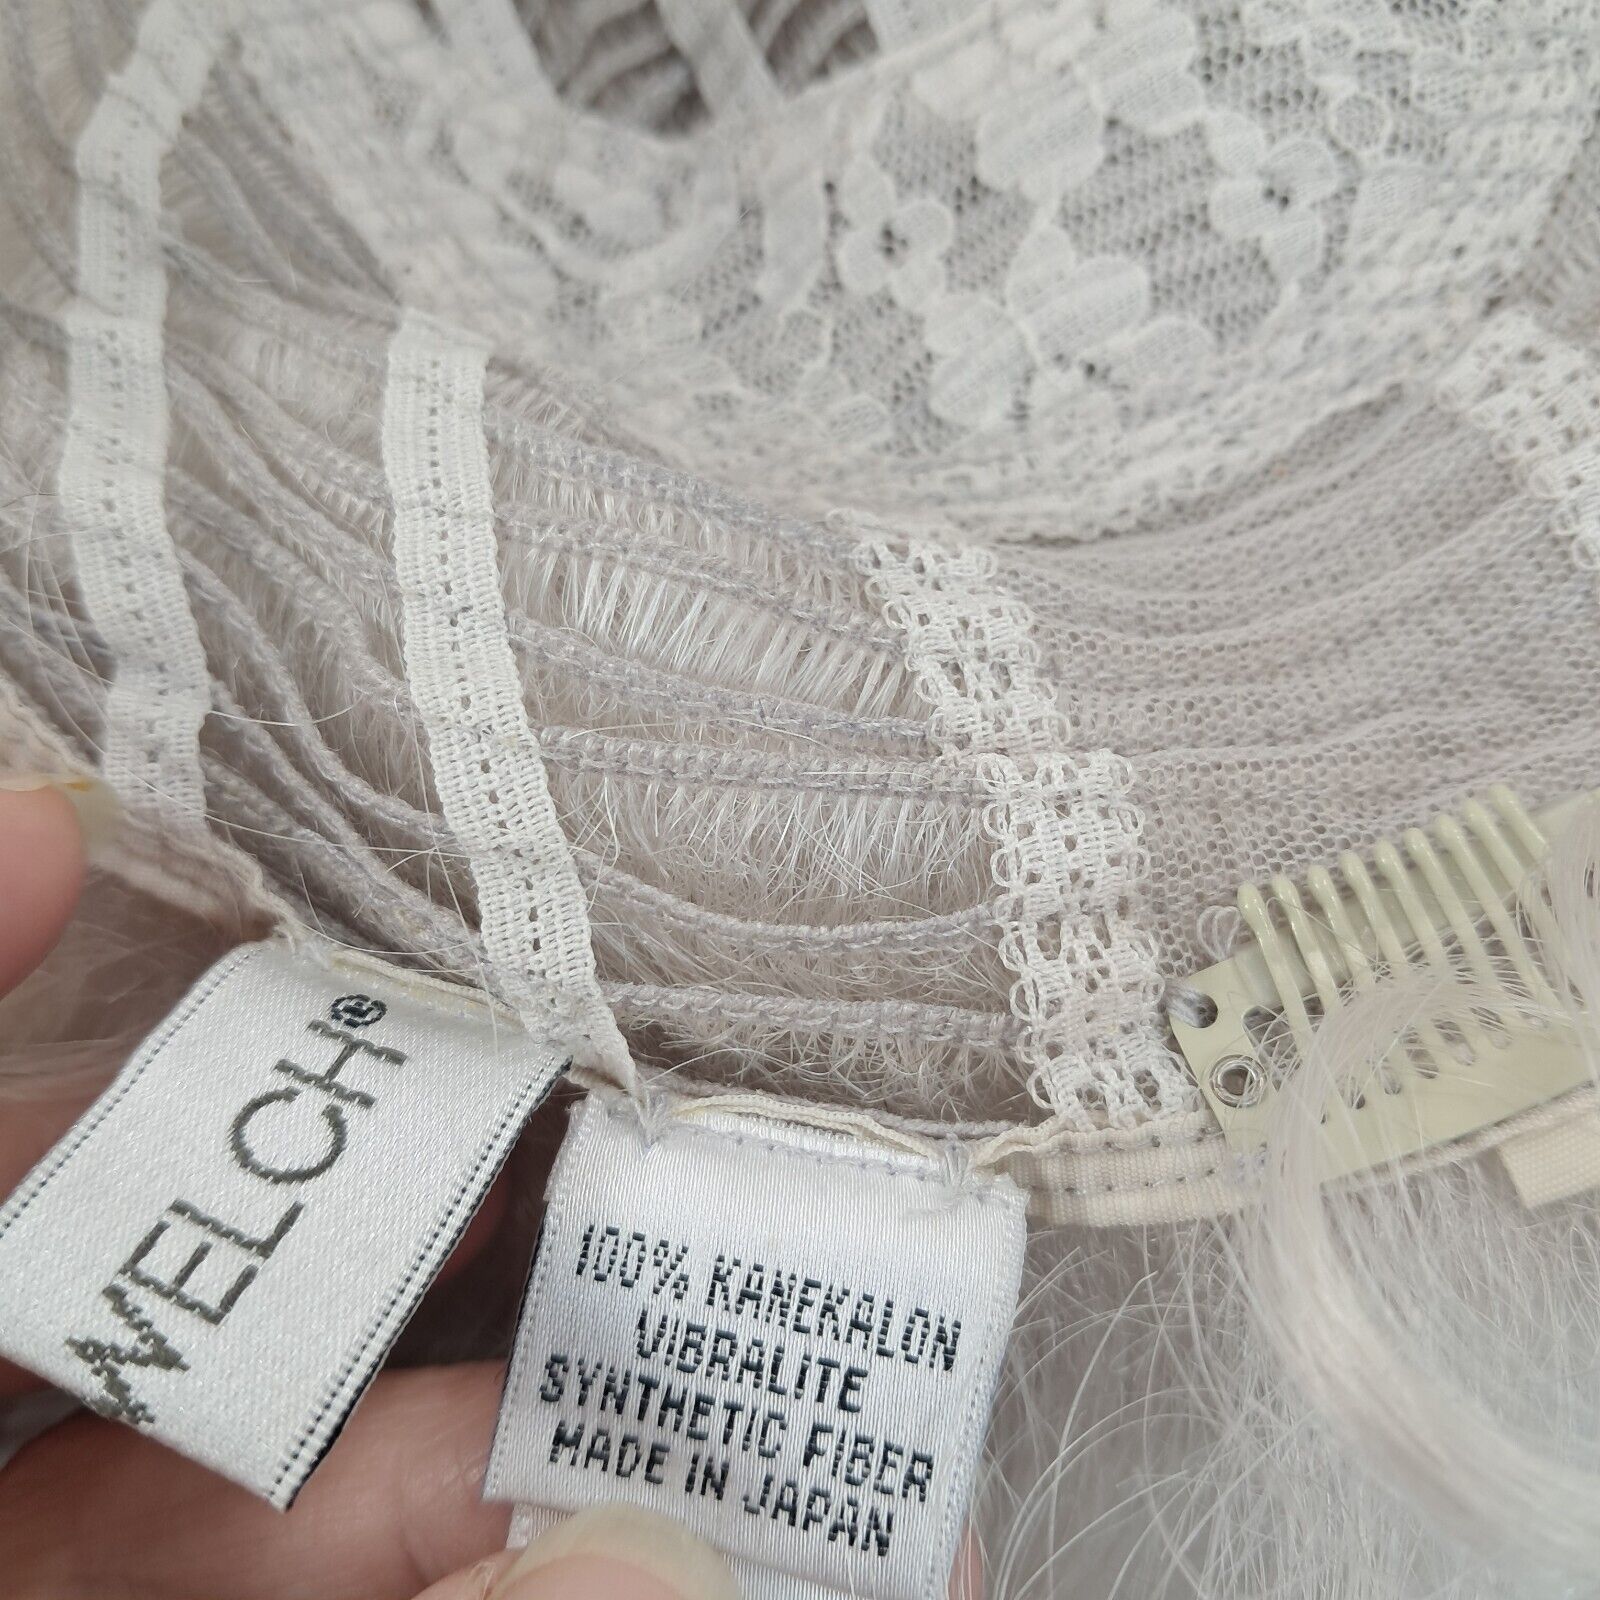 WELCH®
100% KANEKALON
VIBRALITE
SYNTHETIC FIBER
MADE IN JAPAN